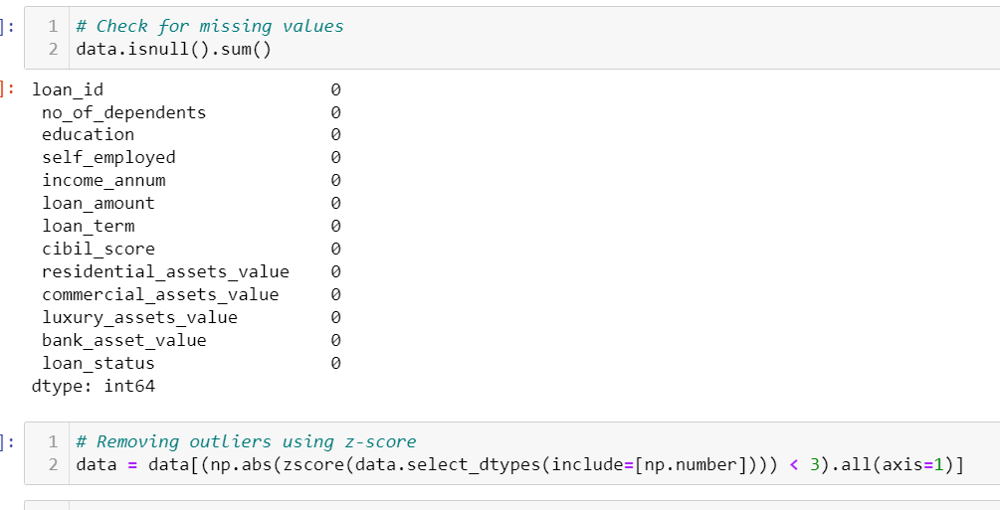 ]:
1 # Check for missing values
2 data.isnull().sum()
]:
loan_id 0
 no_of_dependents 0
 education 0
 self_employed 0
 income_annum 0
 loan_amount 0
 loan_term 0
 cibil_score 0
 residential_assets_value 0
 commercial_assets_value 0
 luxury_assets_value 0
 bank_asset_value 0
 loan_status 0
dtype: int64
]:
1 # Removing outliers using z-score
2 data = data[(np.abs(zscore(data.select_dtypes(include=[np.number]))) < 3).all(axis=1)]